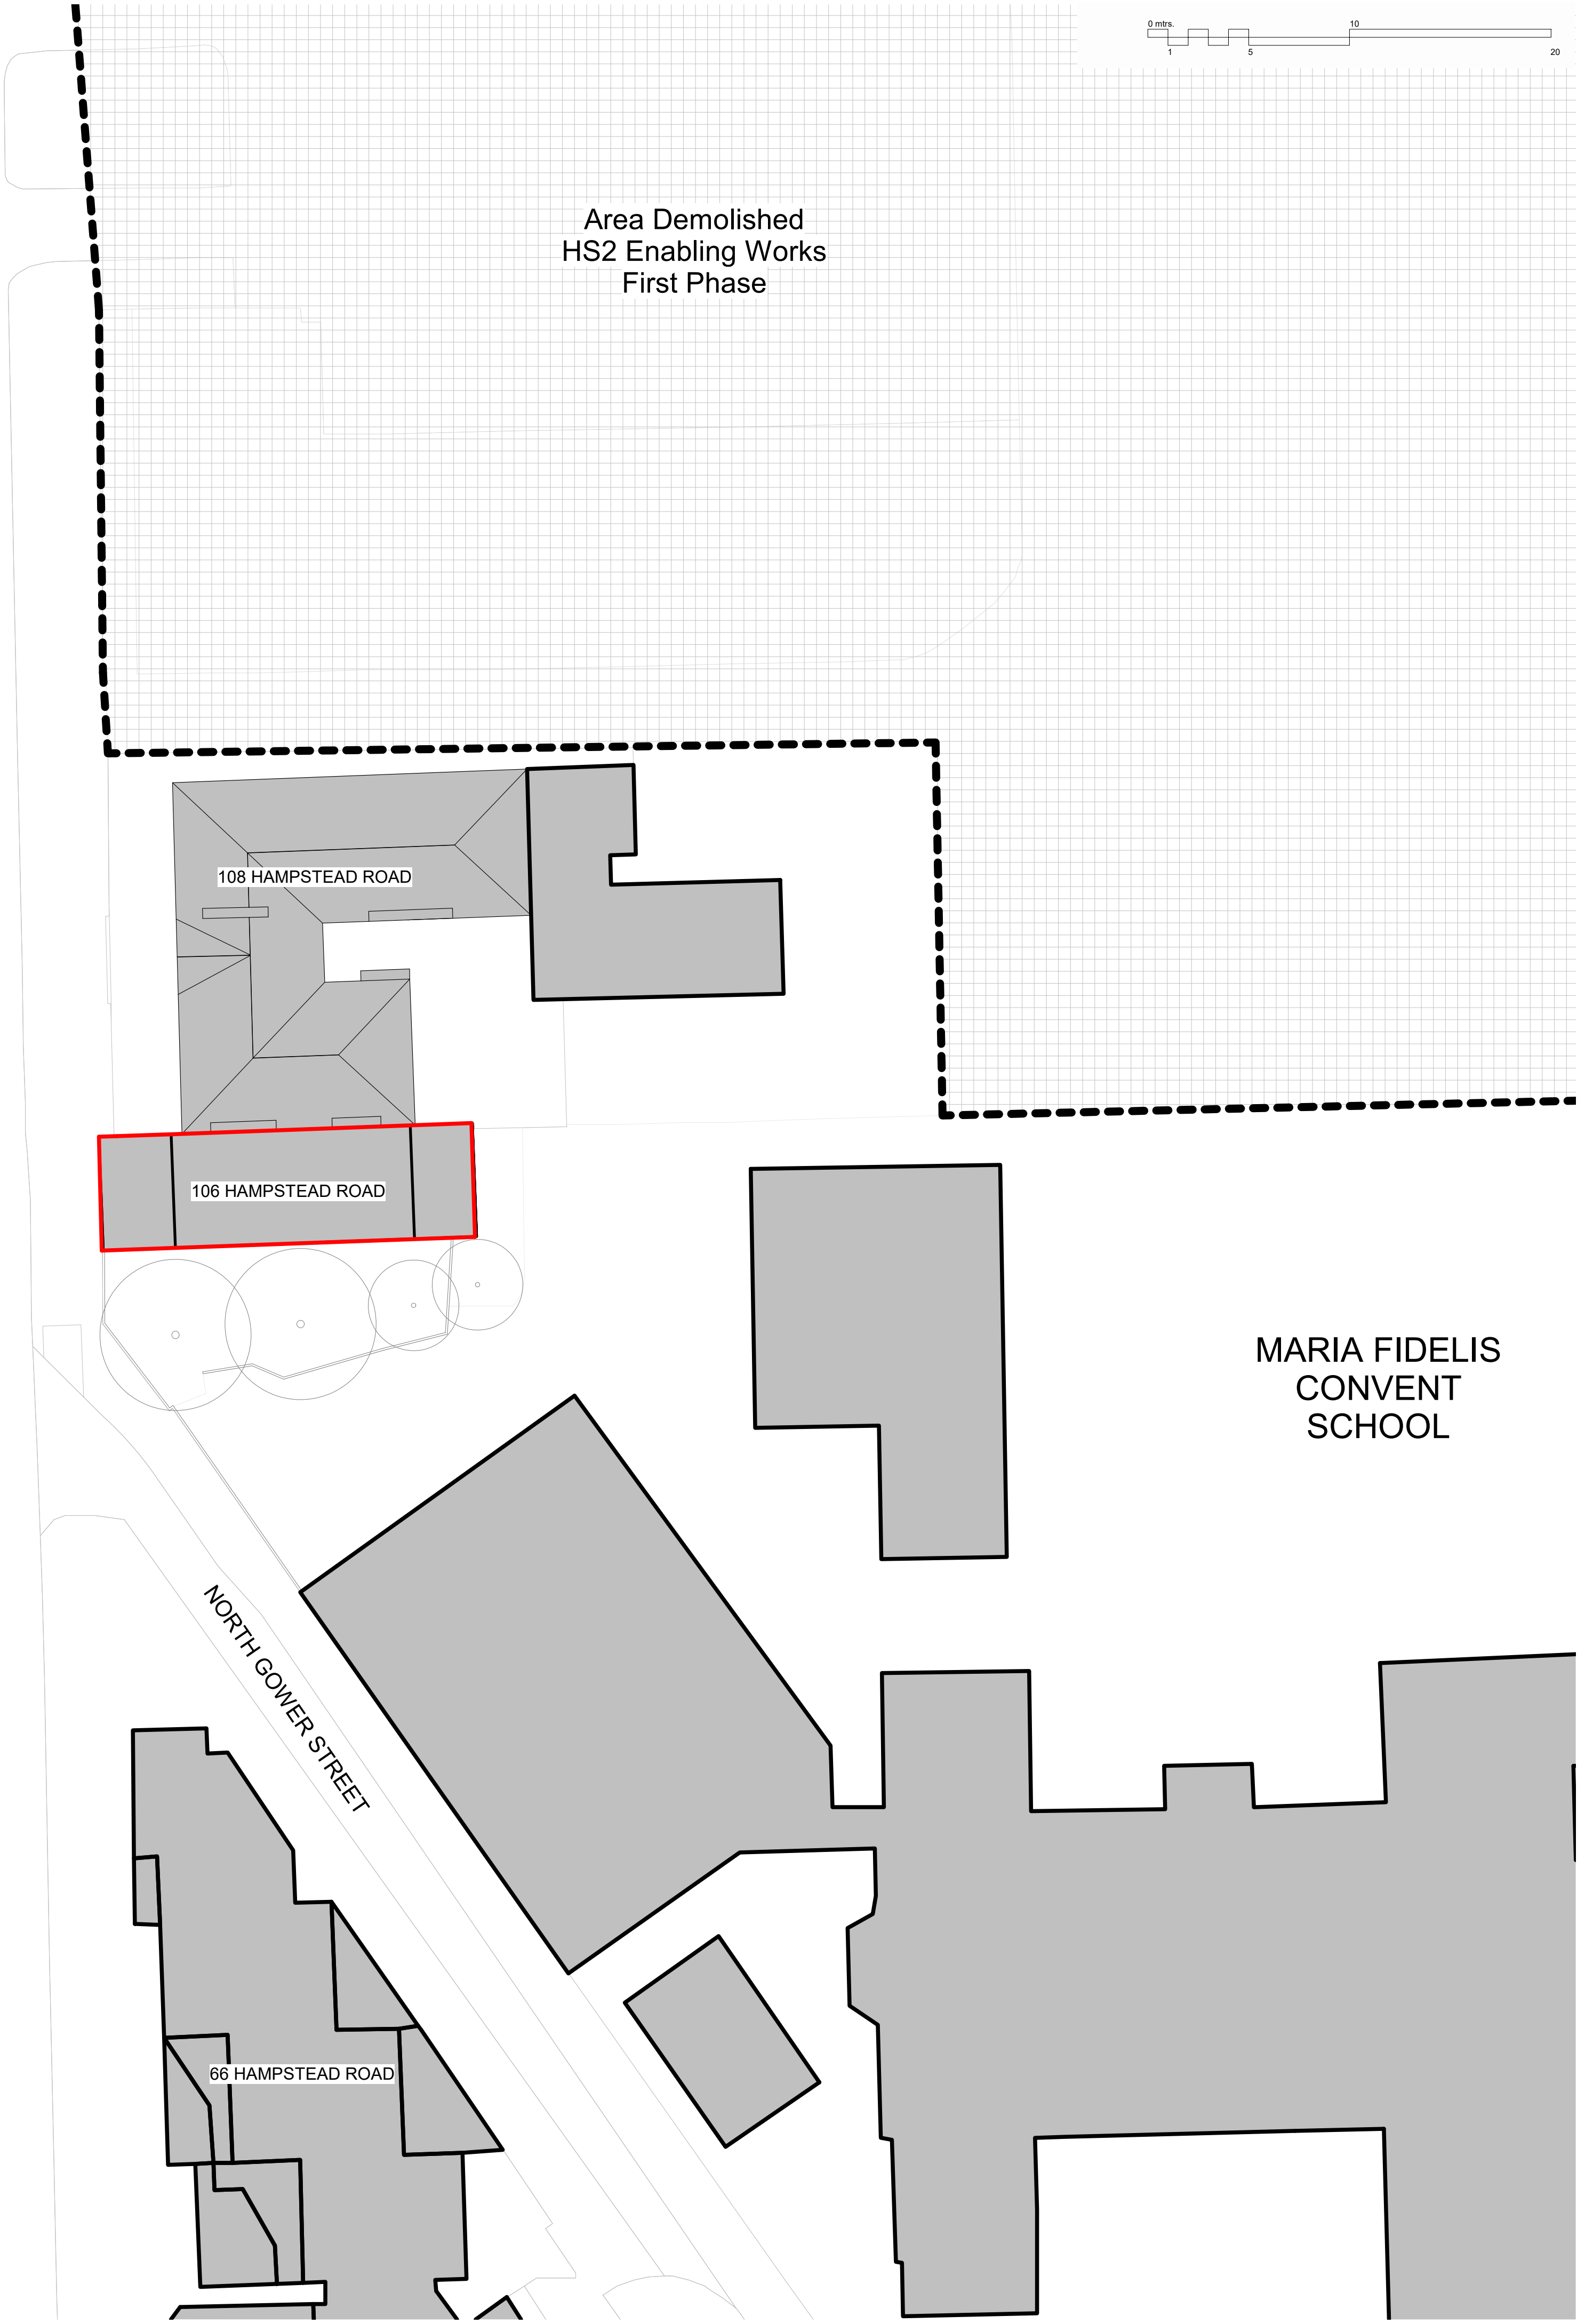 0 mtrs.
10
1
5
20
Area Demolished
HS2 Enabling Works
First Phase
108 HAMPSTEAD ROAD
106 HAMPSTEAD ROAD
MARIA FIDELIS
CONVENT
SCHOOL
NORTH GOWER STREET
66 HAMPSTEAD ROAD